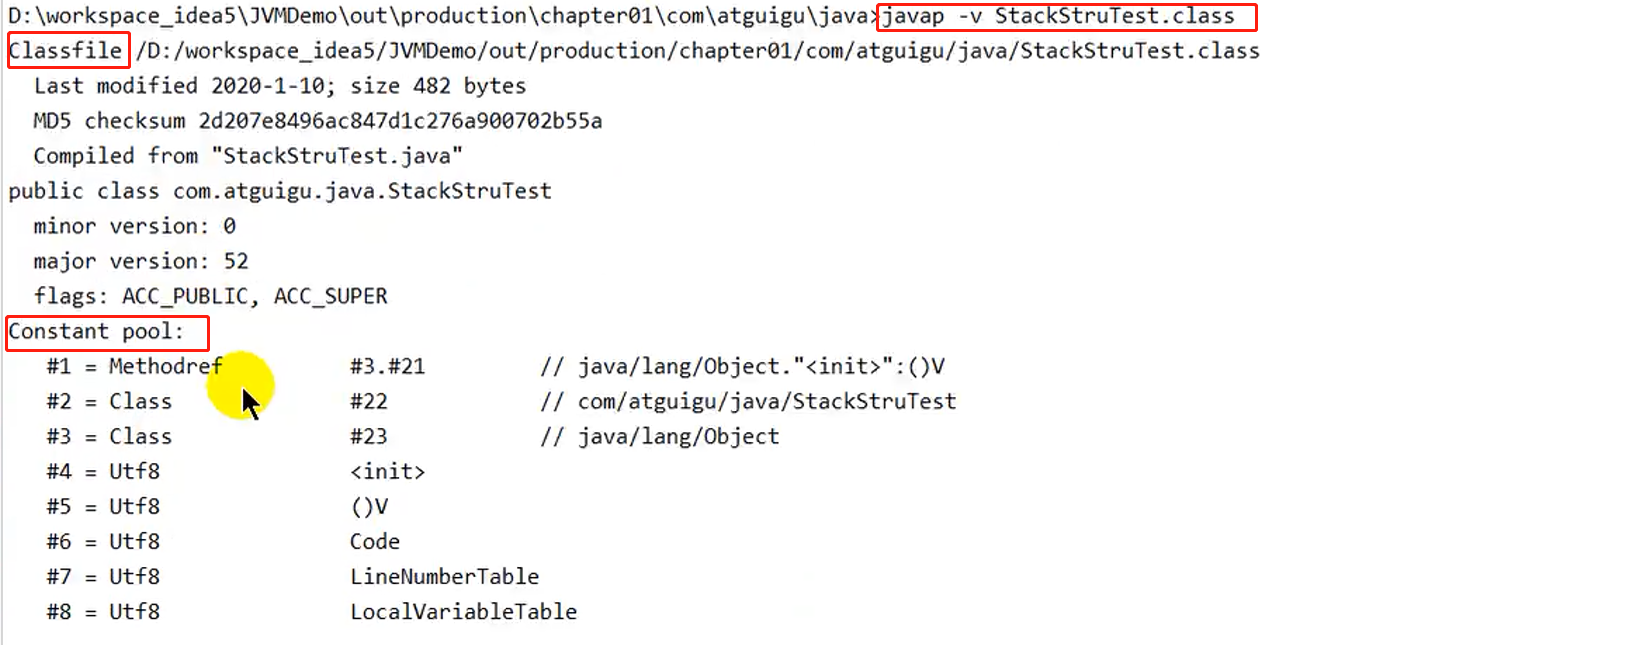 D:\workspace_idea5\JVMDemo\out\production\chapter01\com\atguigu\java>javap -v StackStruTest.class
Classfile /D:/workspace_idea5/JVMDemo/out/production/chapter01/com/atguigu/java/StackStruTest.class
Last modified 2020-1-10; size 482 bytes
MD5 checksum 2d207e8496ac847d1c276a900702b55a
Compiled from "StackStruTest.java"
public class com.atguigu.java.StackStruTest
minor version: 0
major version: 52
flags: ACC_PUBLIC, ACC_SUPER
Constant pool:
#1 = Methodref #3.#21 // java/lang/Object."<init>":()V
#2 = Class #22 // com/atguigu/java/StackStruTest
#3 = Class #23 // java/lang/Object
#4 = Utf8 <init>
#5 = Utf8 ()V
#6 = Utf8 Code
#7 = Utf8 LineNumberTable
#8 = Utf8 LocalVariableTable